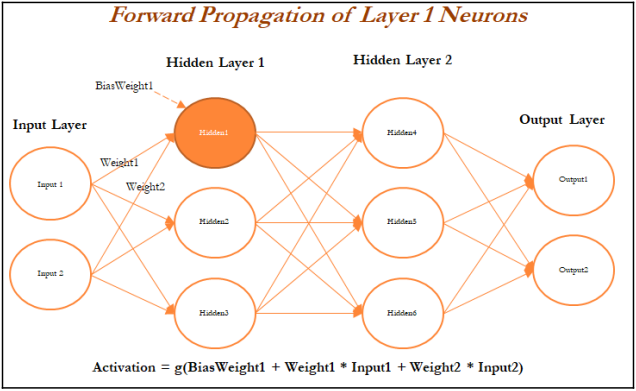 Forward Propagation of Layer 1 Neurons
Hidden Layer 1
Hidden Layer 2
BiasWeight1
Input Layer
Output Layer
Hidden1
Hidden4
Weight1
Input 1
Weight2
Output1
Hidden2
Hidden5
Input 2
Output2
Hidden3
Hidden6
Activation = g(BiasWeight1 + Weight1 * Input1 + Weight2 * Input2)